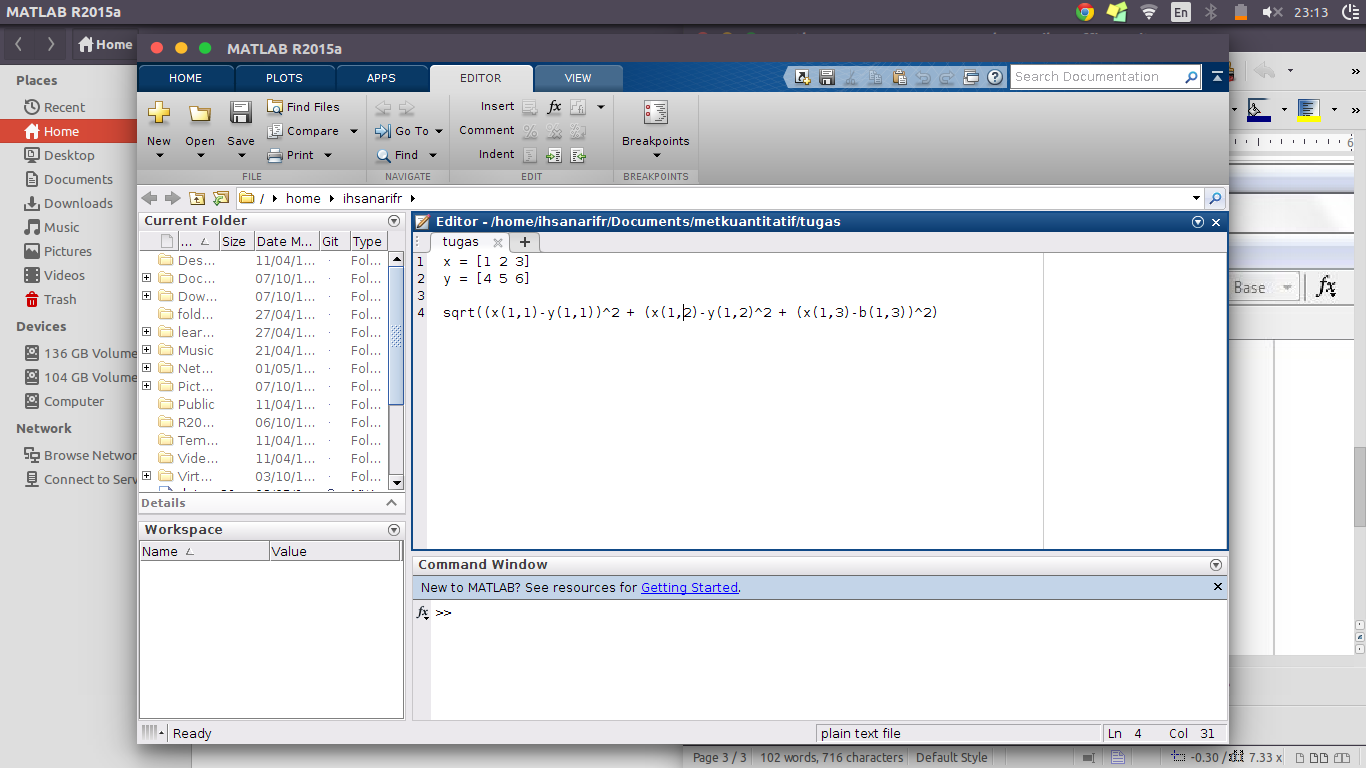 MATLAB R2015a
En
23:13
Home
MATLAB R2015a
Places
Recent
Home
Desktop
Documents
Downloads
Music
Pictures
Videos
Trash
Devices
136 GB Volume
104 GB Volume
Computer
Network
Browse Networ
Connect to Serv
HOME PLOTS APPS EDITOR VIEW
Search Documentation
New Open Save
Find Files
Compare
Print
Go To
Find
Insert
Comment
Indent
Breakpoints
FILE NAVIGATE EDIT BREAKPOINTS
/ home ihsanarifr
Current Folder
... Size Date M... Git Type
Des... 11/04/1... Fol...
Doc... 07/10/1... Fol...
Dow... 07/10/1... Fol...
fold... 27/04/1... Fol...
lear... 27/04/1... Fol...
Music 21/04/1... Fol...
Net... 01/05/1... Fol...
Pict... 07/10/1... Fol...
Public 11/04/1... Fol...
R20... 06/10/1... Fol...
Tem... 11/04/1... Fol...
Vide... 11/04/1... Fol...
Virt... 03/10/1... Fol...
Details
Workspace
Name Value
Editor - /home/ihsanarifr/Documents/metkuantitatif/tugas
tugas
1 x = [1 2 3]
2 y = [4 5 6]
3
4 sqrt((x(1,1)-y(1,1))^2 + (x(1,2)-y(1,2)^2 + (x(1,3)-b(1,3))^2)
Command Window
New to MATLAB? See resources for Getting Started.
fx >>
Ready
plain text file
Ln 4 Col 31
Base
fx
6
Page 3 / 3 102 words, 716 characters Default Style
-0.30 / 7.33 x